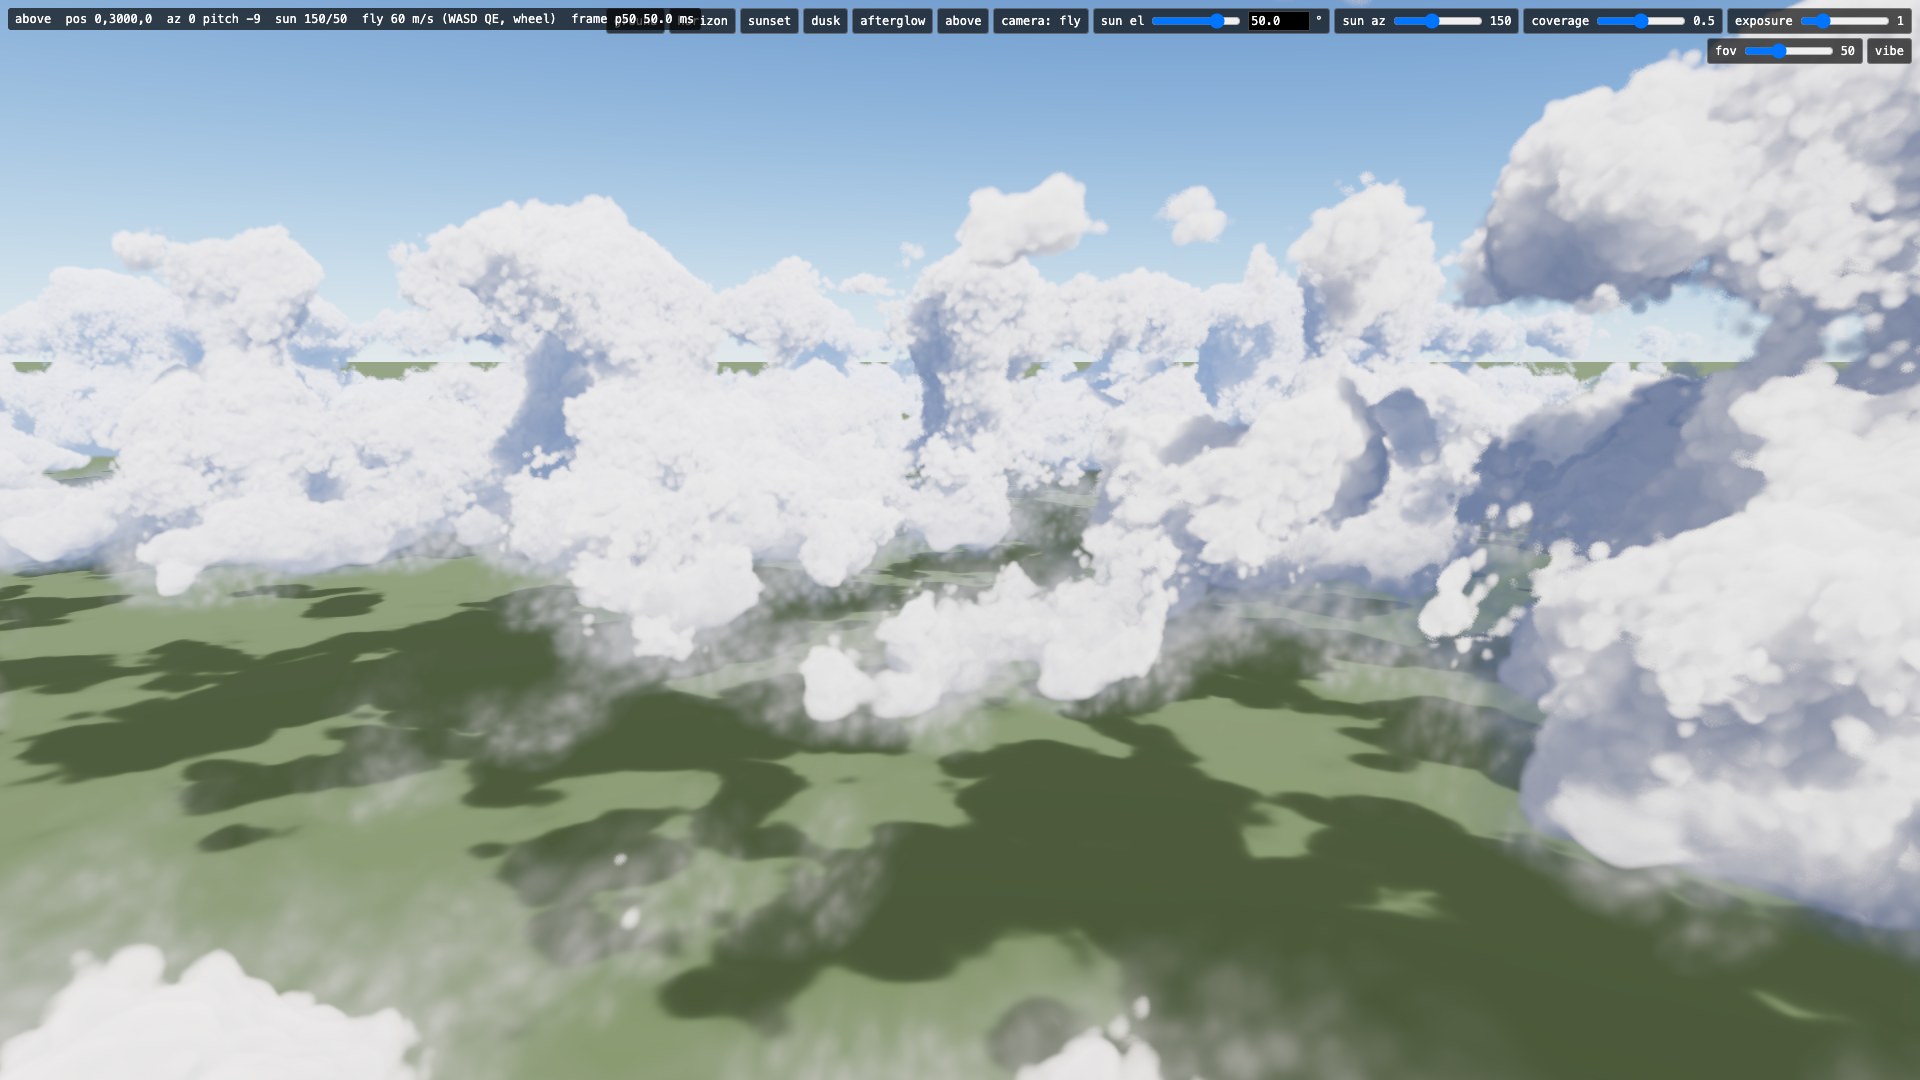 above  pos 0,3000,0  az 0 pitch -9  sun 150/50  fly 60 m/s (WASD QE, wheel)  frame p50 50.0 ms
sunset dusk afterglow above camera: fly sun el 50.0 ° sun az 150 coverage 0.5 exposure 1
fov 50 vibe